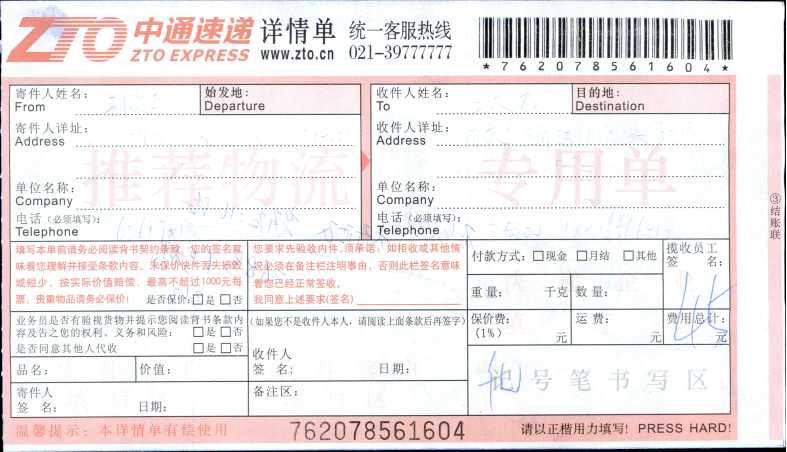 ZTO 中通速递 详情单 统一客服热线
ZTO EXPRESS www.zto.cn 021-39777777
*762078561604*
寄件人姓名: 始发地: 收件人姓名: 目的地:
From Departure To Destination
寄件人详址: 收件人详址:
Address Address
推荐物流 专用单
单位名称: 单位名称:
Company Company
电话(必须填写): 电话(必须填写):
Telephone Telephone
③结账联
填写本单前请务必阅读背书契约条款,您的签名意
味着您理解并接受条款内容,未保价快件丢失损毁
或短少,按实际价值赔偿,最高不超过1000元每
票,贵重物品请务必保价! 是否保价:□是 □否
您要求先验收内件,须承诺,如拒收或其他情
况必须在备注栏注明事由,否则此栏签名意味
着您已经正常签收。
我同意上述要求(签名)
付款方式:□现金 □月结 □其他
揽收员工
签 名:
重量: 千克 数量:
业务员是否有验视货物并提示您阅读背书条款内
容及告之您的权利、义务和风险: □是□否
是否同意其他人代收 □是□否
(如果您不是收件人本人,请阅读上面条款后再签字)
收件人
签 名: 日期:
保价费: 运 费: 费用总计:
(1%) 元 元 元
45
品名: 价值:
寄件人
签 名: 日期:
备注区:
号笔书写区
温馨提示:本详情单有偿使用 762078561604 请以正楷用力填写! PRESS HARD!